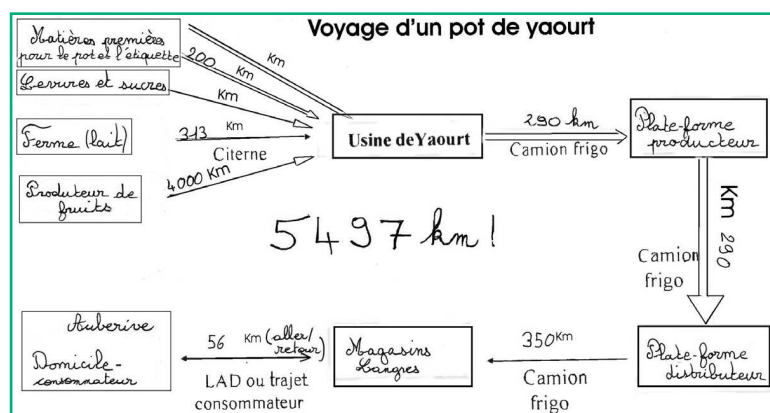 Voyage d'un pot de yaourt
Matières premières
pour le pot et l'étiquette
Km
200 Km
Levures et sucres
Km
Ferme (lait)
313 Km
Citerne
Produteur de
fruits
4000 Km
Usine de Yaourt
290 km
Camion frigo
Plate-forme
producteur
5497 km!
Km 290
Camion
frigo
Auberive
Domicile-
consommateur
56 Km (aller/
retour)
LAD ou trajet
consommateur
Magasins
Langres
350 Km
Camion
frigo
Plate-forme
distributeur